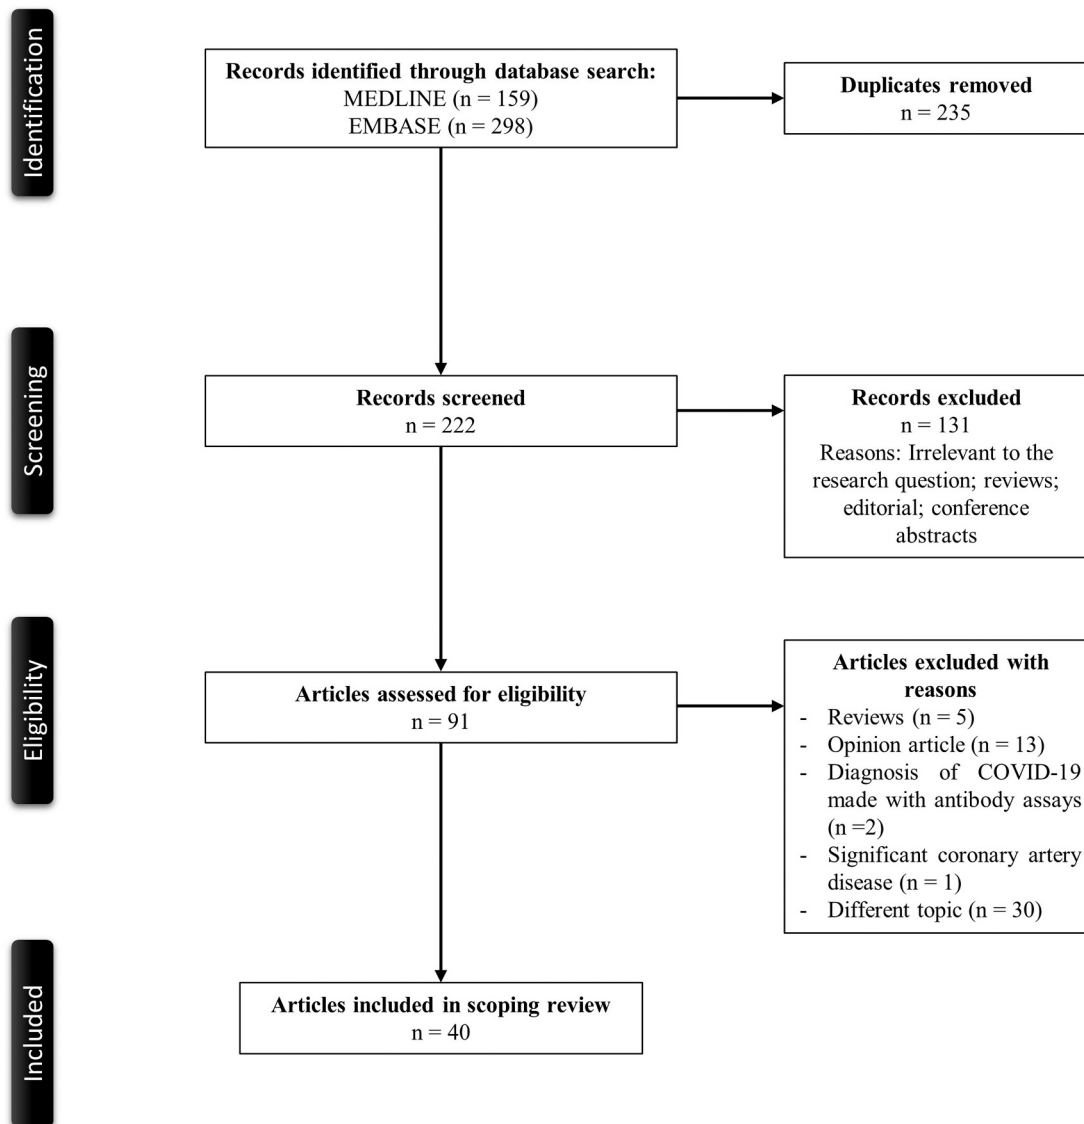 Identification
Records identified through database search:
MEDLINE (n = 159)
EMBASE (n = 298)
Duplicates removed
n = 235
Screening
Records screened
n = 222
Records excluded
n = 131
Reasons: Irrelevant to the
research question; reviews;
editorial; conference
abstracts
Eligibility
Articles assessed for eligibility
n = 91
Articles excluded with
reasons
- Reviews (n = 5)
- Opinion article (n = 13)
- Diagnosis of COVID-19
made with antibody assays
(n =2)
- Significant coronary artery
disease (n = 1)
- Different topic (n = 30)
Included
Articles included in scoping review
n = 40